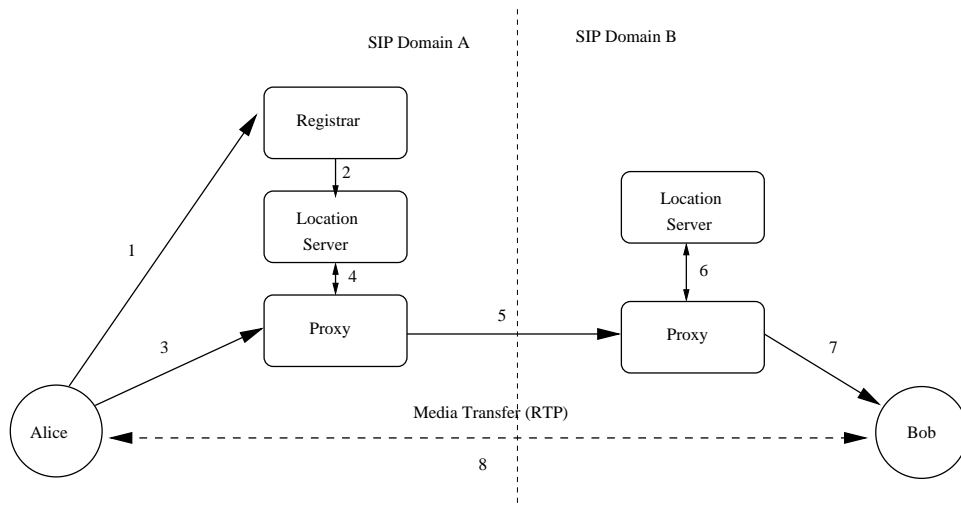 SIP Domain A
SIP Domain B
Registrar
2
Location
Server
Location
Server
1
4
6
3
Proxy
5
Proxy
7
Alice
Media Transfer (RTP)
Bob
8